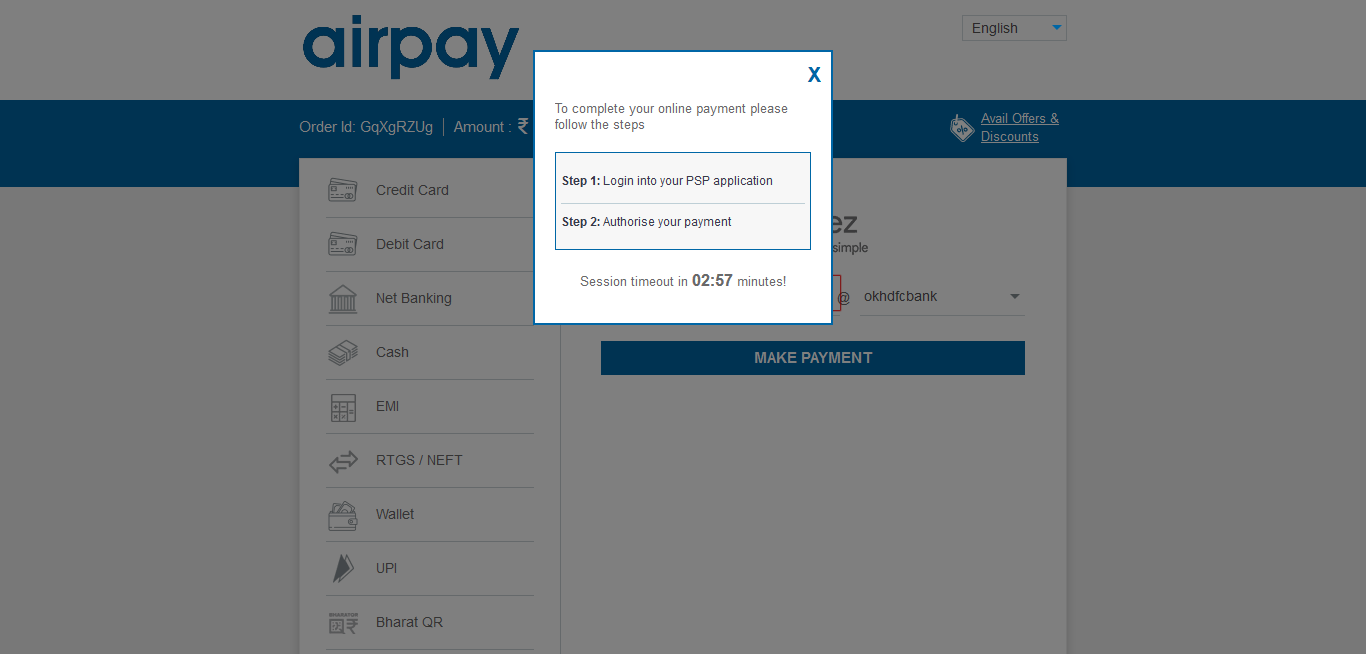 airpay
English
Order Id: GqXgRZUg
Amount : ₹
Avail Offers &
Discounts
X
To complete your online payment please
follow the steps
Step 1: Login into your PSP application
Step 2: Authorise your payment
Session timeout in 02:57 minutes!
Credit Card
Debit Card
Net Banking
Cash
EMI
RTGS / NEFT
Wallet
UPI
Bharat QR
ez
simple
@ okhdfcbank
MAKE PAYMENT